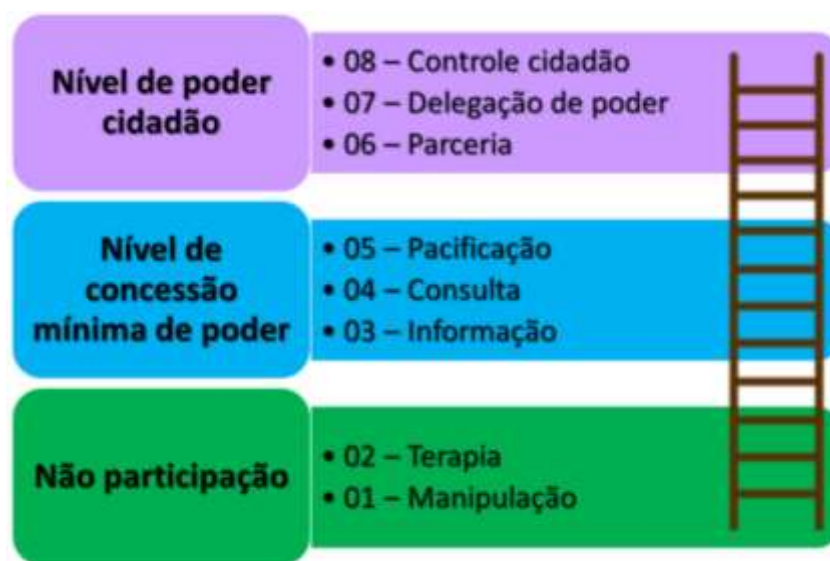 Nível de poder
cidadão
• 08 – Controle cidadão
• 07 – Delegação de poder
• 06 – Parceria
Nível de
concessão
mínima de poder
• 05 – Pacificação
• 04 – Consulta
• 03 – Informação
Não participação
• 02 – Terapia
• 01 – Manipulação